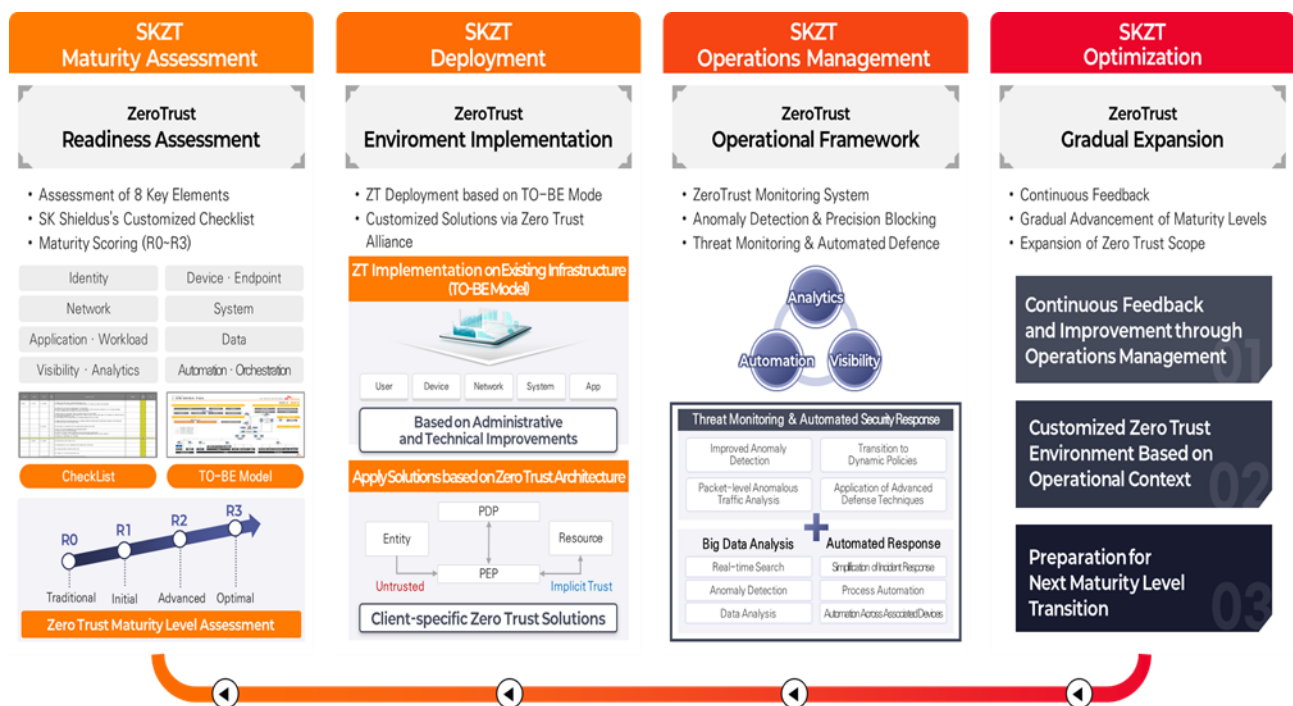 SKZT
Maturity Assessment
ZeroTrust
Readiness Assessment
• Assessment of 8 Key Elements
• SK Shieldus's Customized Checklist
• Maturity Scoring (R0~R3)
Identity
Device · Endpoint
Network
System
Application · Workload
Data
Visibility · Analytics
Automation · Orchestration
CheckList
TO-BE Model
R0
R1
R2
R3
Traditional
Initial
Advanced
Optimal
Zero Trust Maturity Level Assessment
SKZT
Deployment
ZeroTrust
Enviroment Implementation
• ZT Deployment based on TO-BE Mode
• Customized Solutions via Zero Trust
Alliance
ZT Implementation on Existing Infrastructure
(TO-BE Model)
User
Device
Network
System
App
Based on Administrative
and Technical Improvements
Apply Solutions based on Zero Trust Architecture
PDP
Entity
Resource
PEP
Untrusted
Implicit Trust
Client-specific Zero Trust Solutions
SKZT
Operations Management
ZeroTrust
Operational Framework
• ZeroTrust Monitoring System
• Anomaly Detection & Precision Blocking
• Threat Monitoring & Automated Defence
Analytics
Automation
Visibility
Threat Monitoring & Automated Security Response
Improved Anomaly
Detection
Transition to
Dynamic Policies
Packet-level Anomalous
Traffic Analysis
Application of Advanced
Defense Techniques
Big Data Analysis
Automated Response
Real-time Search
Simplification of Incident Response
Anomaly Detection
Process Automation
Data Analysis
Automation Across Associated Devices
SKZT
Optimization
ZeroTrust
Gradual Expansion
• Continuous Feedback
• Gradual Advancement of Maturity Levels
• Expansion of Zero Trust Scope
Continuous Feedback
and Improvement through
Operations Management
01
Customized Zero Trust
Environment Based on
Operational Context
02
Preparation for
Next Maturity Level
Transition
03